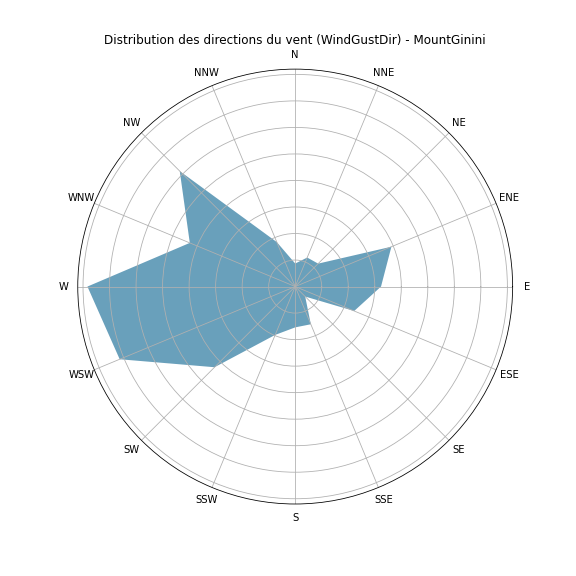 Distribution des directions du vent (WindGustDir) - MountGinini
N
NNW
NNE
NW
NE
WNW
ENE
W
E
WSW
ESE
SW
SE
SSW
SSE
S